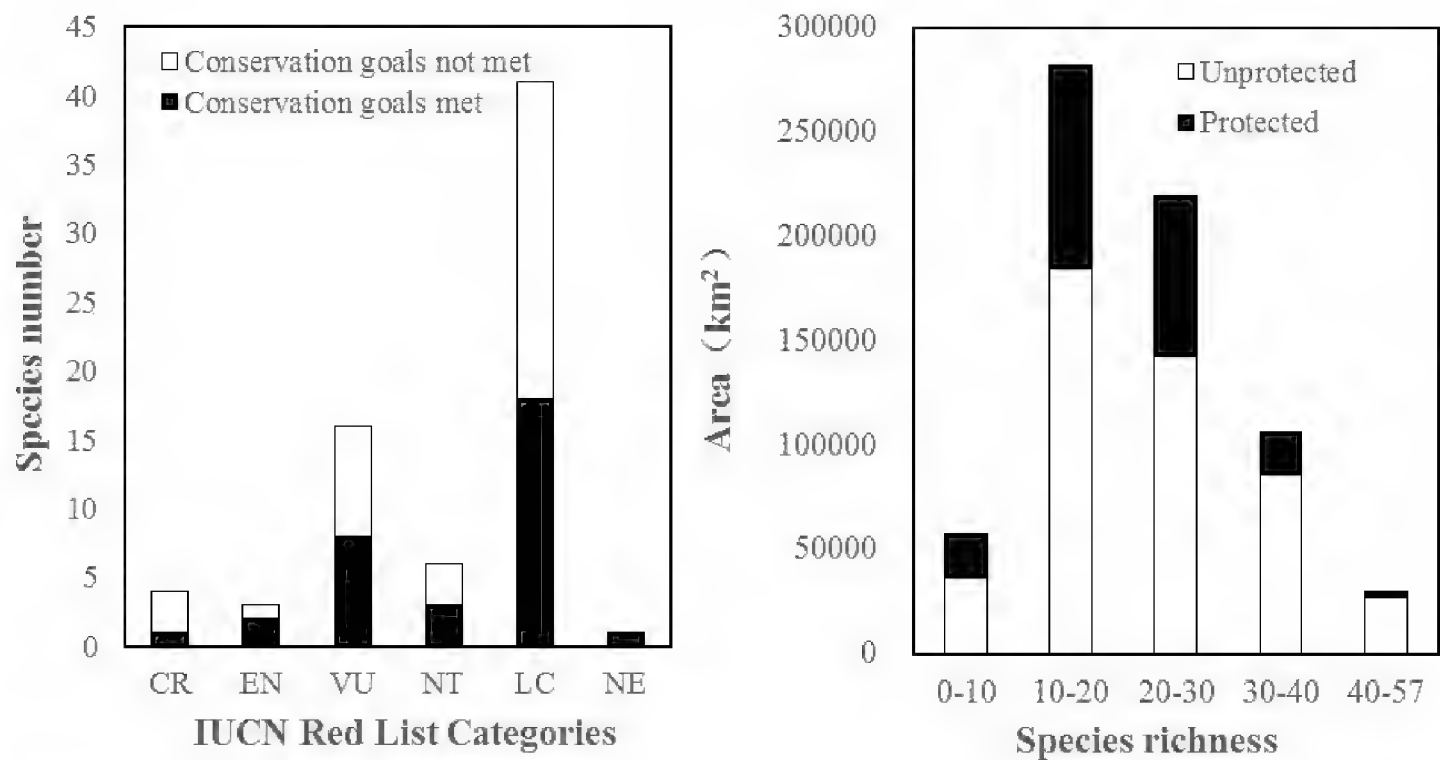 45
40
35
30
25
20
15
10
5
0
Species number
Conservation goals not met
Conservation goals met
CR EN VU NT LC NE
IUCN Red List Categories
300000
250000
200000
150000
100000
50000
0
Area（km²）
Unprotected
Protected
0-10 10-20 20-30 30-40 40-57
Species richness